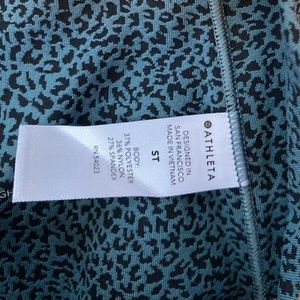 ATHLETA
DESIGNED IN
SAN FRANCISCO
MADE IN VIETNAM
ST
BODY:
37% POLYESTER
36% NYLON
27% SPANDEX
RN 54023